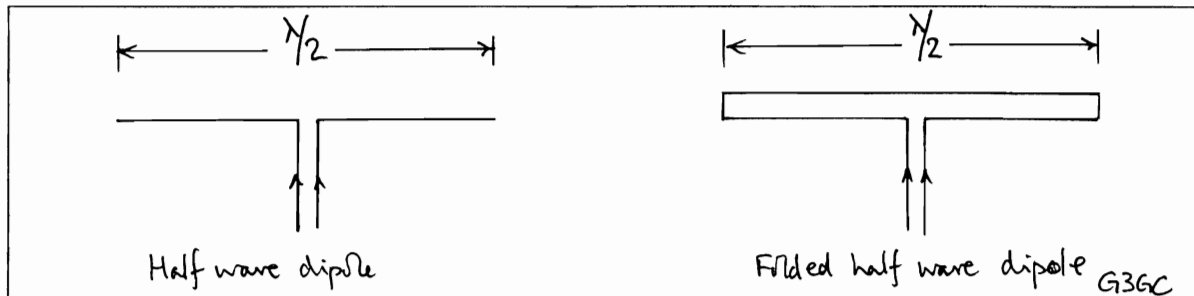 λ/2
λ/2
Half wave dipole
Folded half wave dipole
G3GC